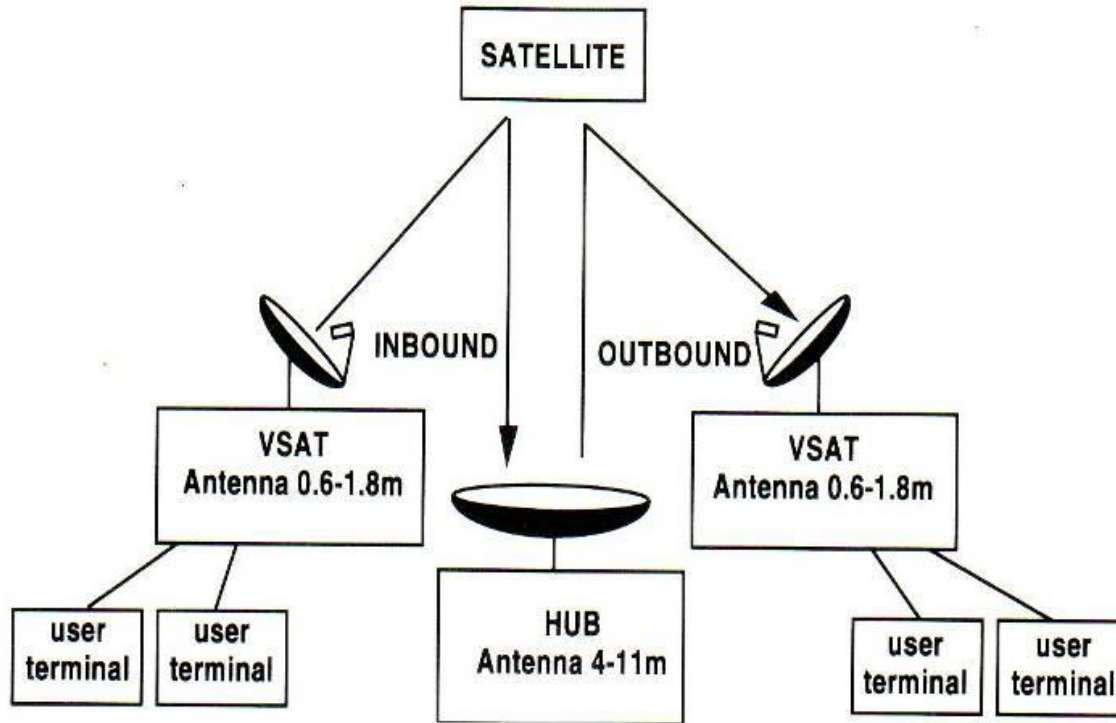 SATELLITE
INBOUND
OUTBOUND
VSAT
Antenna 0.6-1.8m
VSAT
Antenna 0.6-1.8m
HUB
Antenna 4-11m
user
terminal
user
terminal
user
terminal
user
terminal